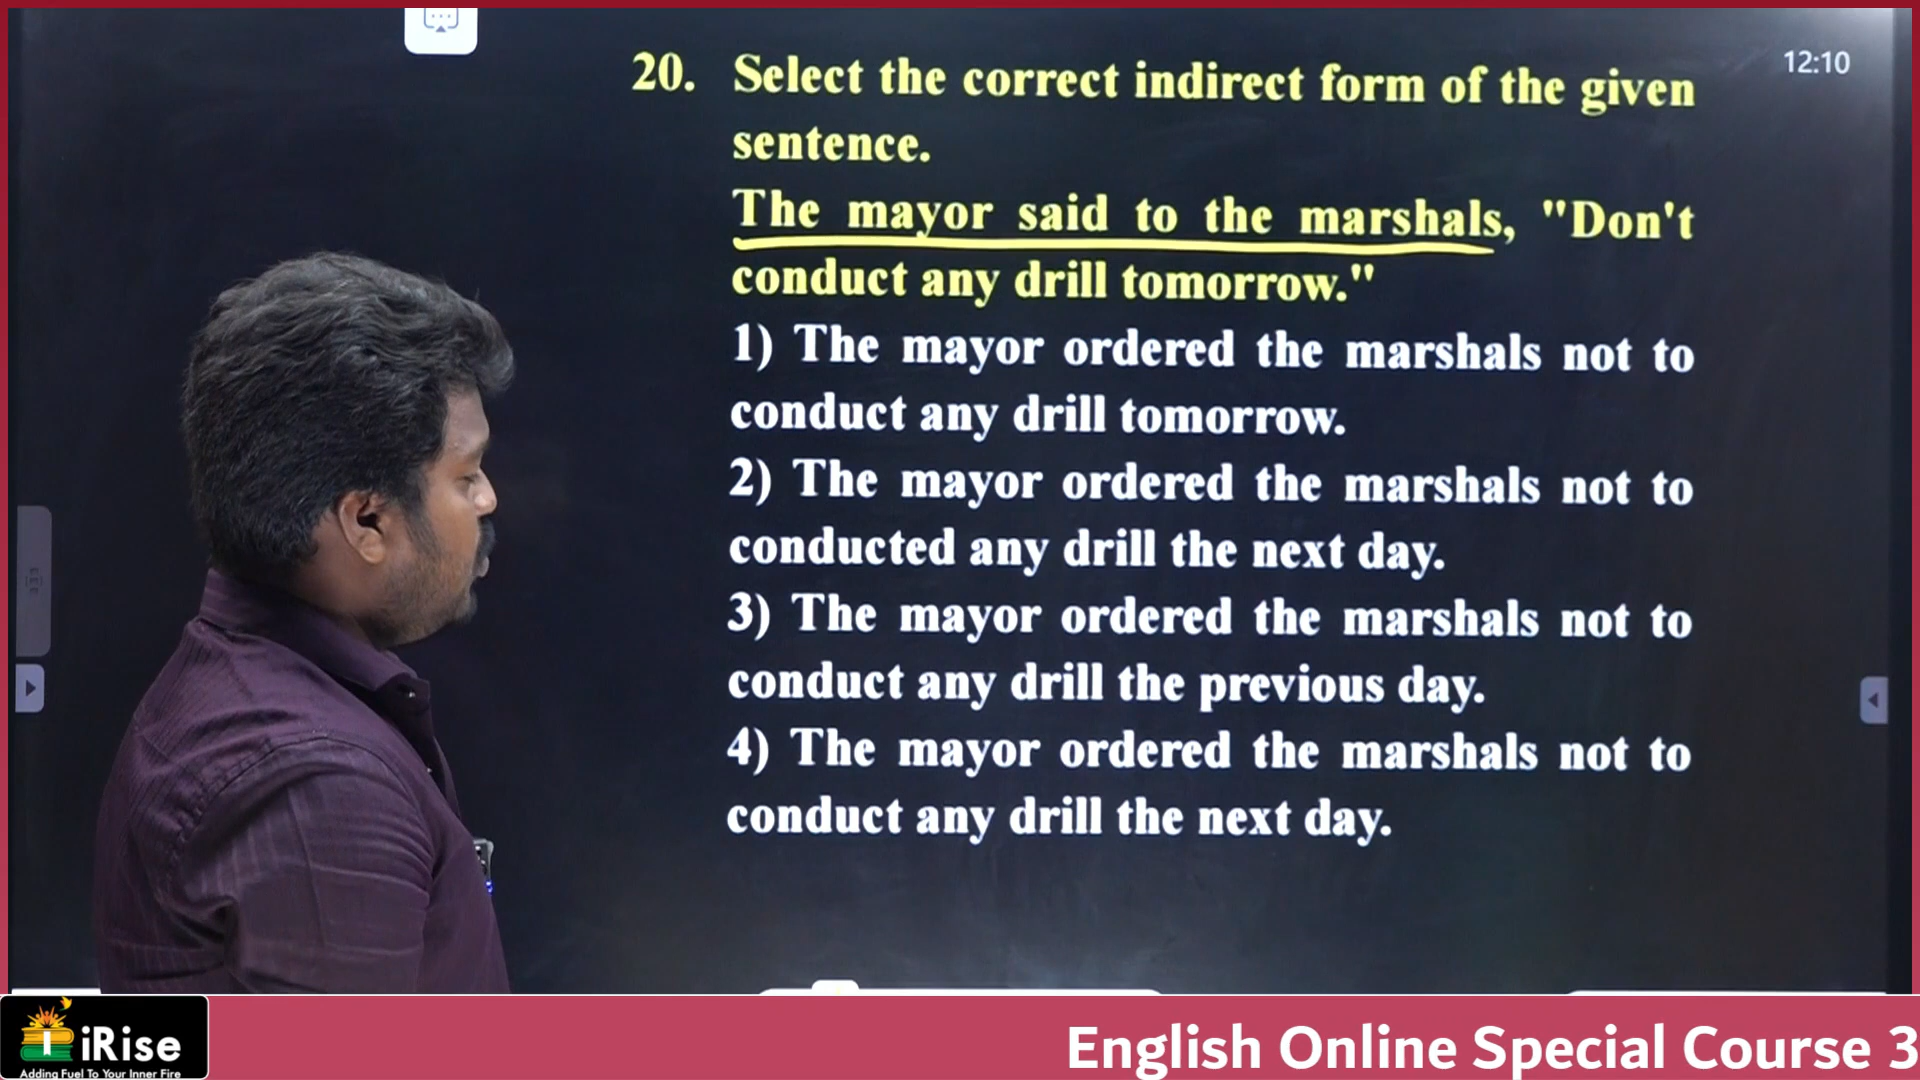 12:10
20. Select the correct indirect form of the given
sentence.
The mayor said to the marshals, "Don't
conduct any drill tomorrow."
1) The mayor ordered the marshals not to
conduct any drill tomorrow.
2) The mayor ordered the marshals not to
conducted any drill the next day.
3) The mayor ordered the marshals not to
conduct any drill the previous day.
4) The mayor ordered the marshals not to
conduct any drill the next day.
iRise
Adding Fuel To Your Inner Fire
English Online Special Course 3